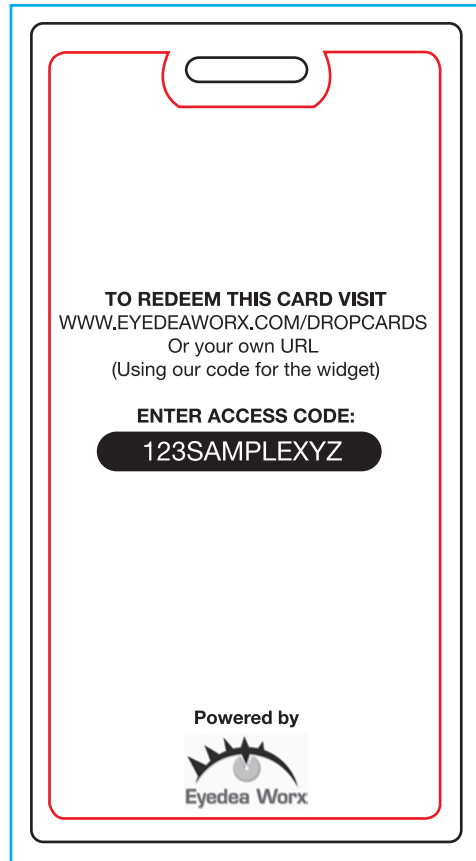 TO REDEEM THIS CARD VISIT
WWW.EYEDEAWORX.COM/DROPCARDS
Or your own URL
(Using our code for the widget)
ENTER ACCESS CODE:
123SAMPLEXYZ
Powered by
Eyedea Worx